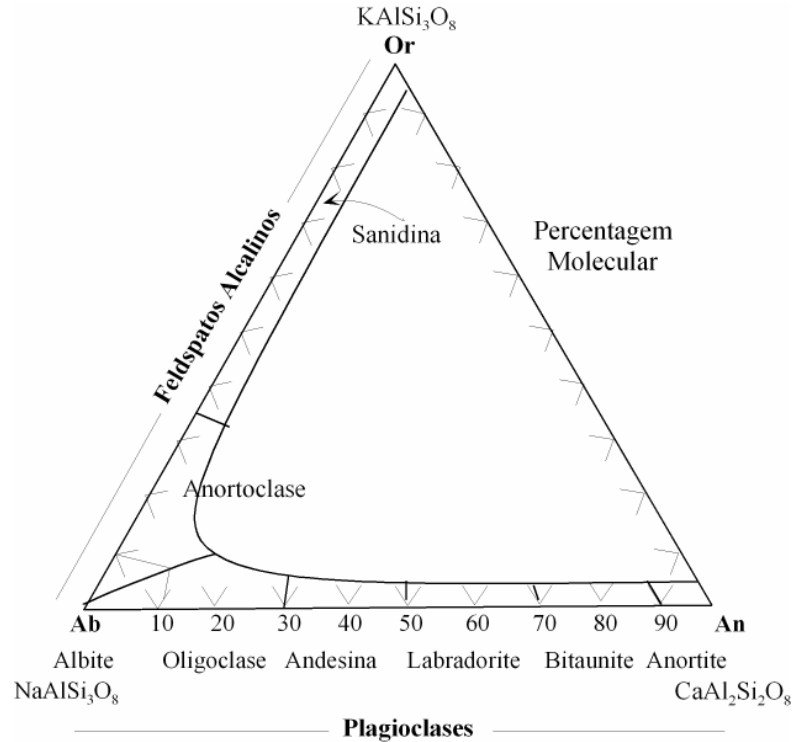 KAlSi₃O₈
Or
Feldspatos Alcalinos
Sanidina
Percentagem
Molecular
Anortoclase
Ab 10 20 30 40 50 60 70 80 90 An
Albite Oligoclase Andesina Labradorite Bitaunite Anortite
NaAlSi₃O₈ CaAl₂Si₂O₈
Plagioclases